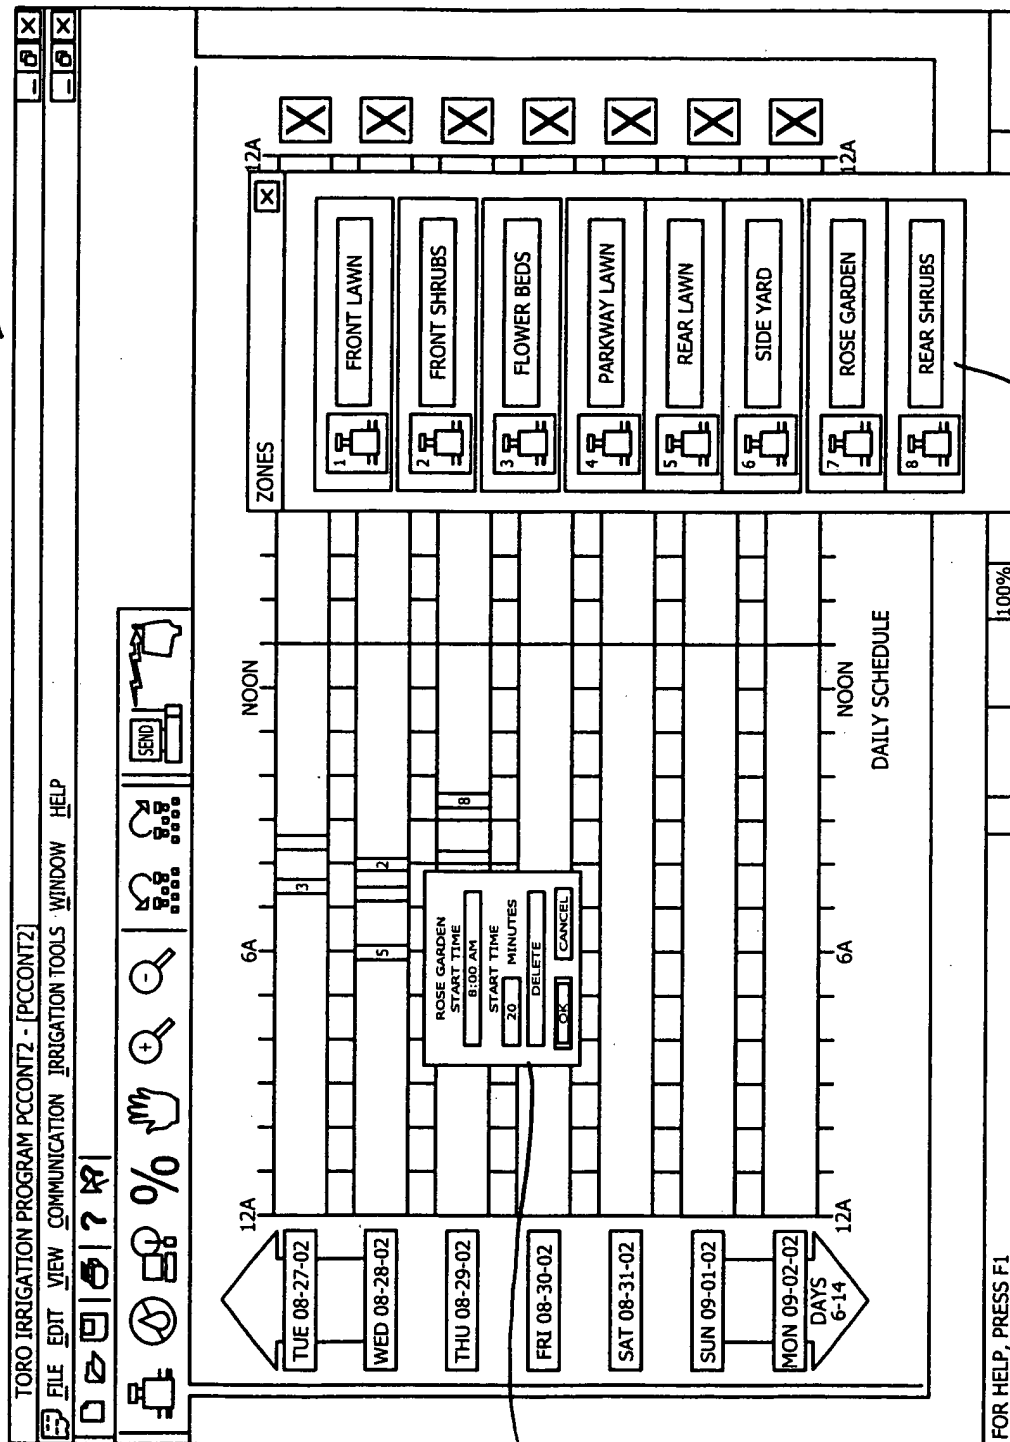 TORO IRRIGATION PROGRAM PCCONT2 - [PCCONT2]
FILE EDIT VIEW COMMUNICATION IRRIGATION TOOLS WINDOW HELP
?
% + - SEND
12A 6A NOON 12A
TUE 08-27-02
3
WED 08-28-02
5 2
THU 08-29-02
8
FRI 08-30-02
SAT 08-31-02
SUN 09-01-02
MON 09-02-02
DAYS
6-14
12A 6A NOON 12A
DAILY SCHEDULE
ROSE GARDEN
START TIME
8:00 AM
START TIME
20 MINUTES
DELETE
OK CANCEL
ZONES X
1 FRONT LAWN
2 FRONT SHRUBS
3 FLOWER BEDS
4 PARKWAY LAWN
5 REAR LAWN
6 SIDE YARD
7 ROSE GARDEN
8 REAR SHRUBS
X
X
X
X
X
X
X
FOR HELP, PRESS F1
100%